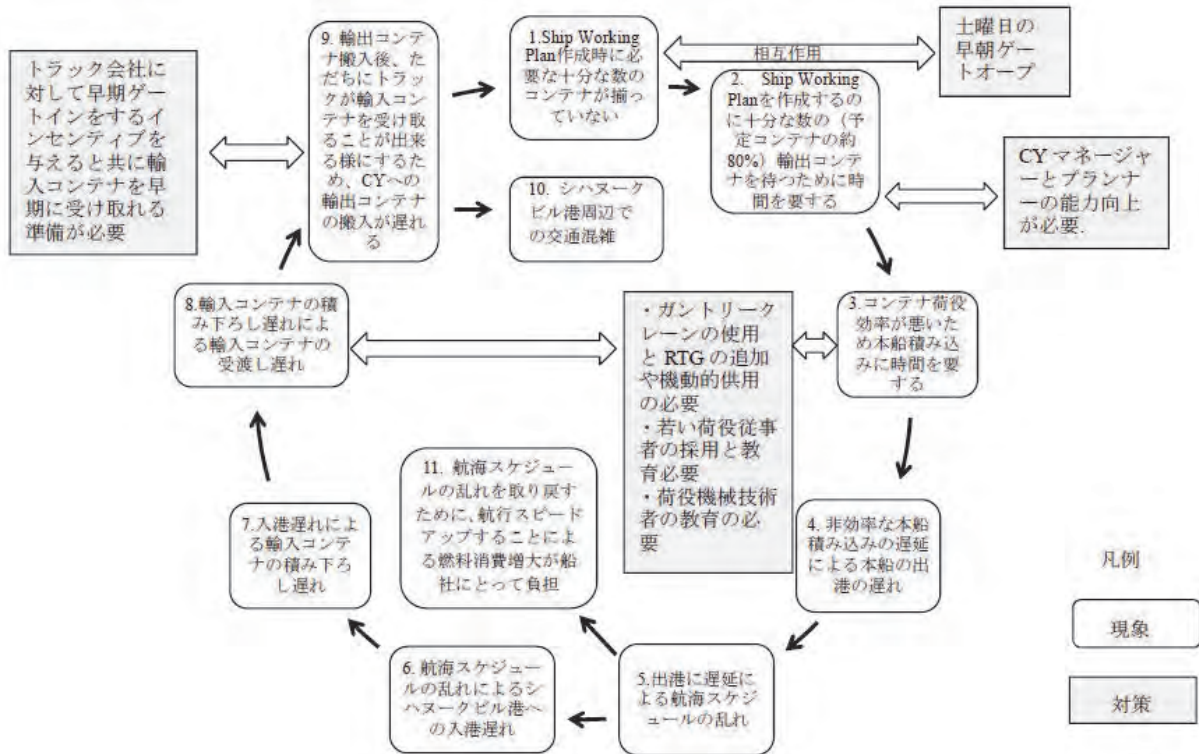 トラック会社に
対して早期ゲー
トインをするイ
ンセンティブを
与えると共に輸
入コンテナを早
期に受け取れる
準備が必要
9. 輸出コンテ
ナ搬入後、た
だちにトラッ
クが輸入コン
テナを受け取
ることが出来
る様にするた
め、CYへの
輸出コンテナ
の搬入が遅れ
る
1.Ship Working
Plan作成時に必
要な十分な数の
コンテナが揃っ
ていない
相互作用
土曜日の
早朝ゲー
トオープ
2. Ship Working
Planを作成するの
に十分な数の（予
定コンテナの約
80%）輸出コンテ
ナを待つために時
間を要する
CY マネージャ
ーとプランナ
ーの能力向上
が必要.
10. シハヌーク
ビル港周辺で
の交通混雑
3.コンテナ荷役
効率が悪いた
め本船積み込
みに時間を要
する
・ガントリーク
レーンの使用
と RTG の追加
や機動的供用
の必要
・若い荷役従事
者の採用と教
育必要
・荷役機械技術
者の教育の必
要
4. 非効率な本船
積み込みの遅延
による本船の出
港の遅れ
5.出港に遅延に
よる航海スケ
ジュールの乱れ
11. 航海スケジュー
ルの乱れを取り戻す
ために、航行スピード
アップすることによ
る燃料消費増大が船
社にとって負担
6. 航海スケジュ
ールの乱れによるシ
ハヌークビル港へ
の入港遅れ
7.入港遅れによ
る輸入コンテナ
の積み下ろ
し遅れ
8.輸入コンテナの積
み下ろし遅れによ
る輸入コンテナの
受渡し遅れ
凡例
現象
対策